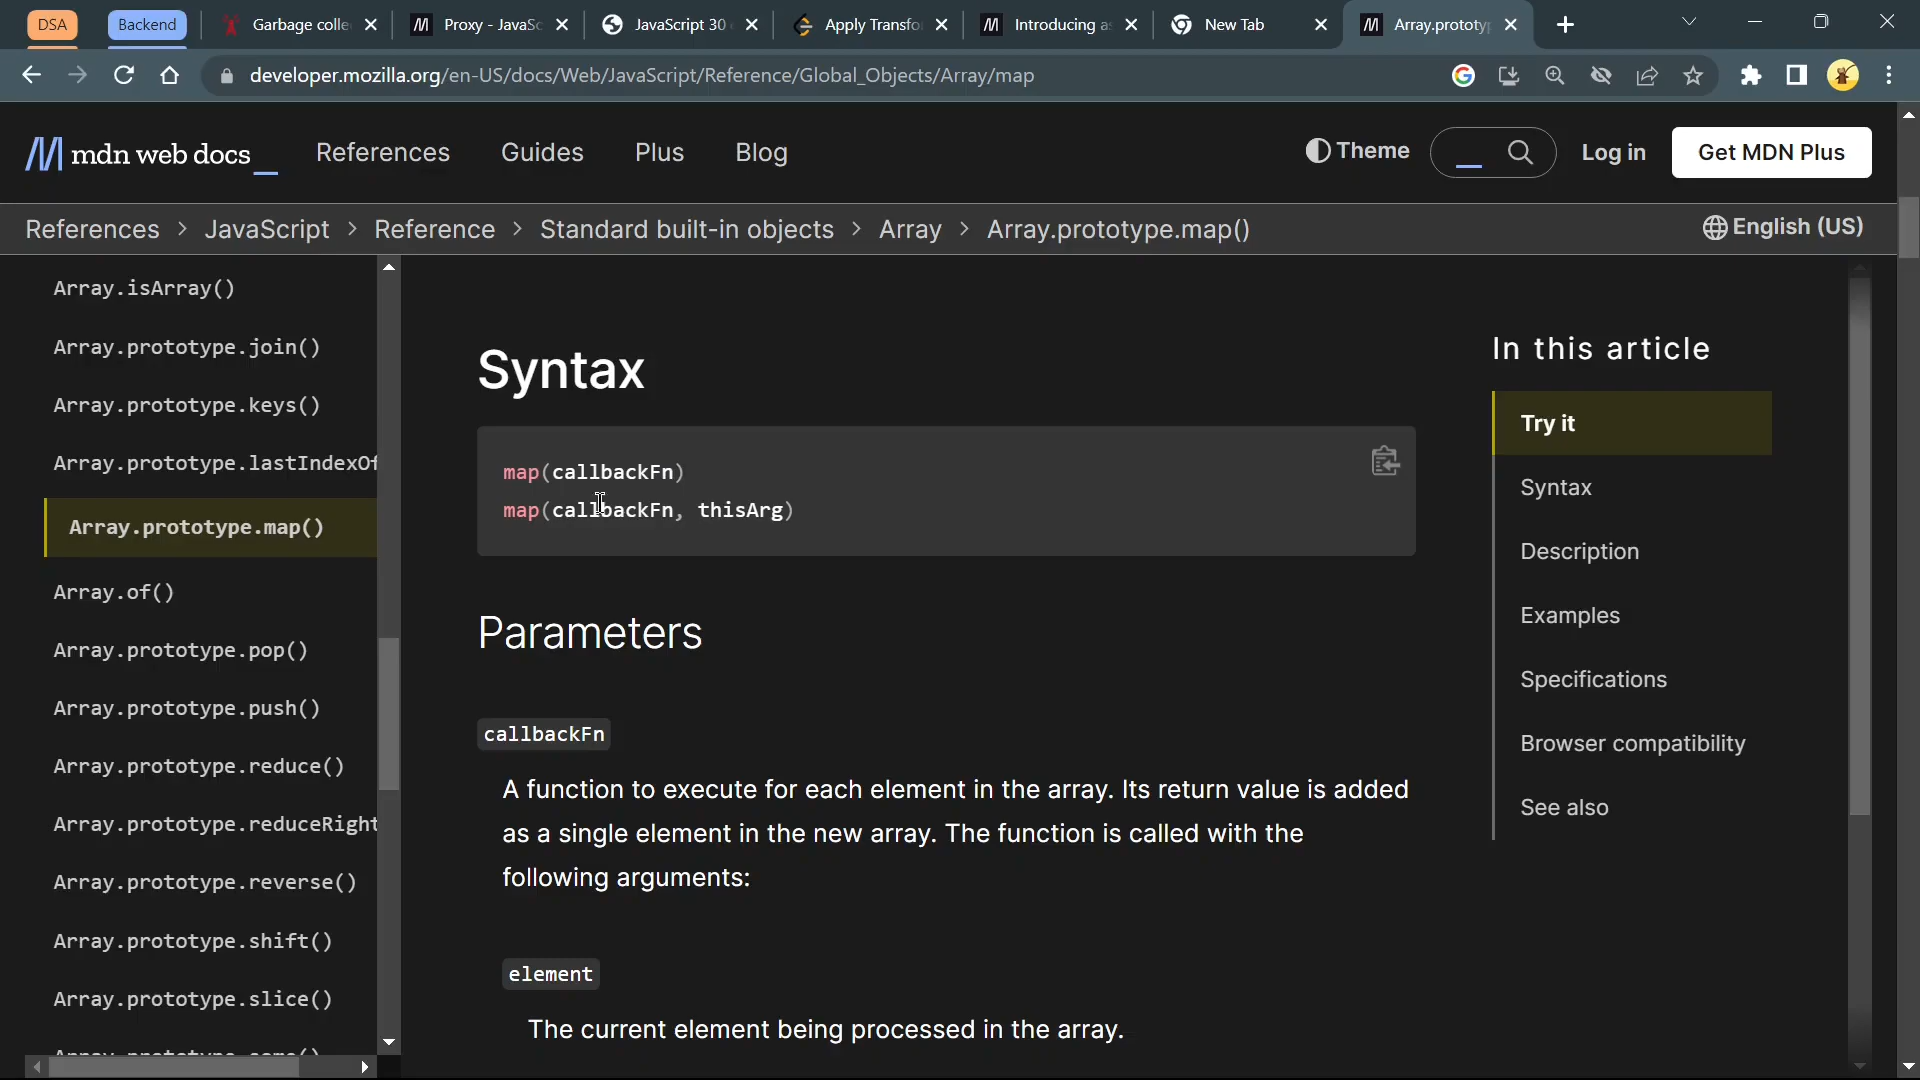 DSA
Backend
Garbage colle
Proxy - JavaSc
JavaScript 30
Apply Transfo
Introducing a
New Tab
Array.prototy
developer.mozilla.org/en-US/docs/Web/JavaScript/Reference/Global_Objects/Array/map
mdn web docs_
References
Guides
Plus
Blog
Theme
Log in
Get MDN Plus
References > JavaScript > Reference > Standard built-in objects > Array > Array.prototype.map()
English (US)
Array.isArray()
Array.prototype.join()
Array.prototype.keys()
Array.prototype.lastIndexOf
Array.prototype.map()
Array.of()
Array.prototype.pop()
Array.prototype.push()
Array.prototype.reduce()
Array.prototype.reduceRight
Array.prototype.reverse()
Array.prototype.shift()
Array.prototype.slice()
Syntax
map(callbackFn)
map(callbackFn, thisArg)
Parameters
callbackFn
A function to execute for each element in the array. Its return value is added
as a single element in the new array. The function is called with the
following arguments:
element
The current element being processed in the array.
In this article
Try it
Syntax
Description
Examples
Specifications
Browser compatibility
See also